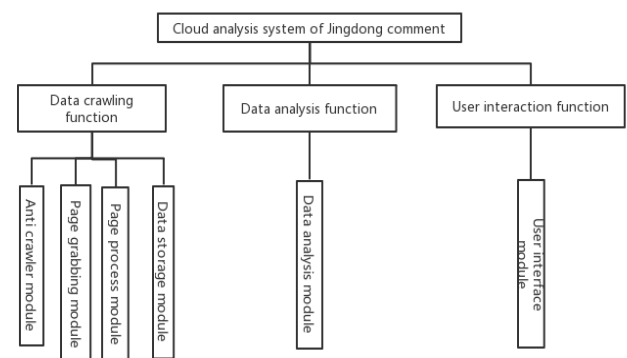 Cloud analysis system of Jingdong comment
Data crawling
function
Data analysis function
User interaction function
Anti crawler module
Page grabbing module
Page process module
Data storage module
Data analysis module
User interface
module